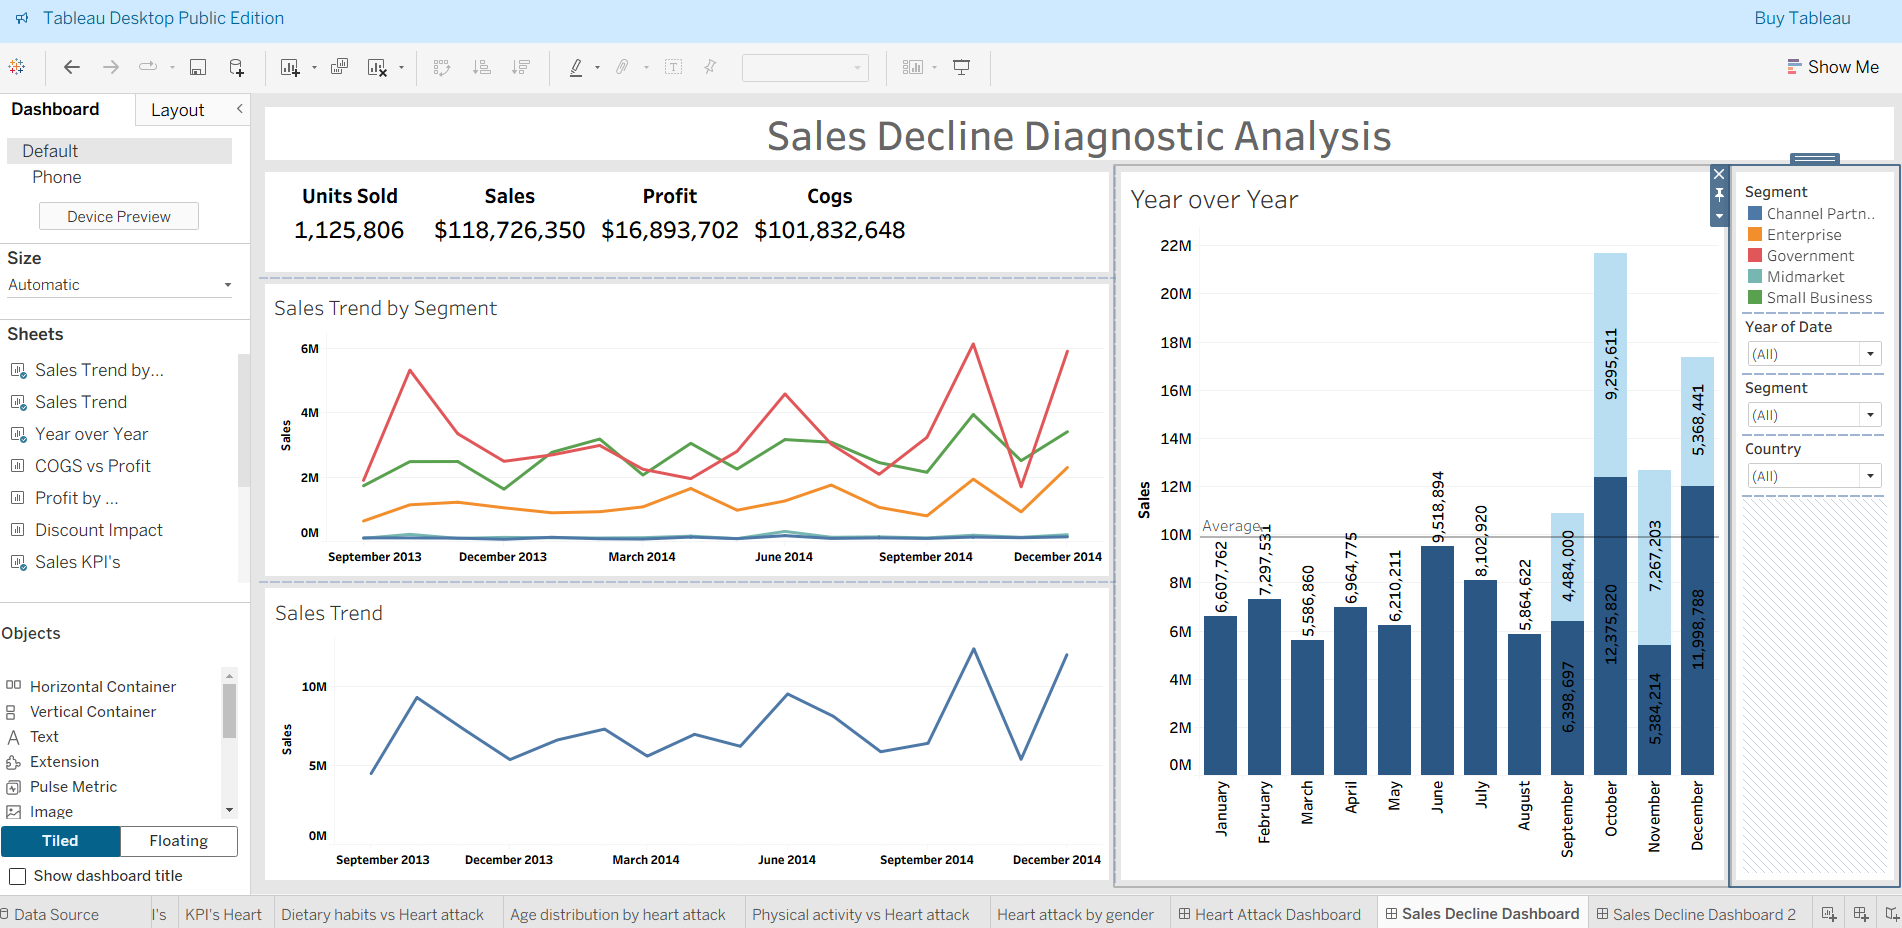 Tableau Desktop Public Edition
Buy Tableau
Show Me
Dashboard
Layout
Default
Phone
Device Preview
Size
Automatic
Sheets
Sales Trend by...
Sales Trend
Year over Year
COGS vs Profit
Profit by ...
Discount Impact
Sales KPI's
Objects
Horizontal Container
Vertical Container
Text
Extension
Pulse Metric
Image
Tiled
Floating
Show dashboard title
Sales Decline Diagnostic Analysis
Units Sold
Sales
Profit
Cogs
1,125,806
$118,726,350
$16,893,702
$101,832,648
Sales Trend by Segment
Sales
6M
4M
2M
0M
September 2013
December 2013
March 2014
June 2014
September 2014
December 2014
Sales Trend
Sales
10M
5M
0M
September 2013
December 2013
March 2014
June 2014
September 2014
December 2014
Year over Year
Sales
22M
20M
18M
16M
14M
12M
10M
8M
6M
4M
2M
0M
Average
6,607,762
7,297,531
5,586,860
6,964,775
6,210,211
9,518,894
8,102,920
5,864,622
4,484,000
6,398,697
9,295,611
12,375,820
7,267,203
5,384,214
5,368,441
11,998,788
January
February
March
April
May
June
July
August
September
October
November
December
Segment
Channel Partn..
Enterprise
Government
Midmarket
Small Business
Year of Date
(All)
Segment
(All)
Country
(All)
Data Source
I's
KPI's Heart
Dietary habits vs Heart attack
Age distribution by heart attack
Physical activity vs Heart attack
Heart attack by gender
Heart Attack Dashboard
Sales Decline Dashboard
Sales Decline Dashboard 2